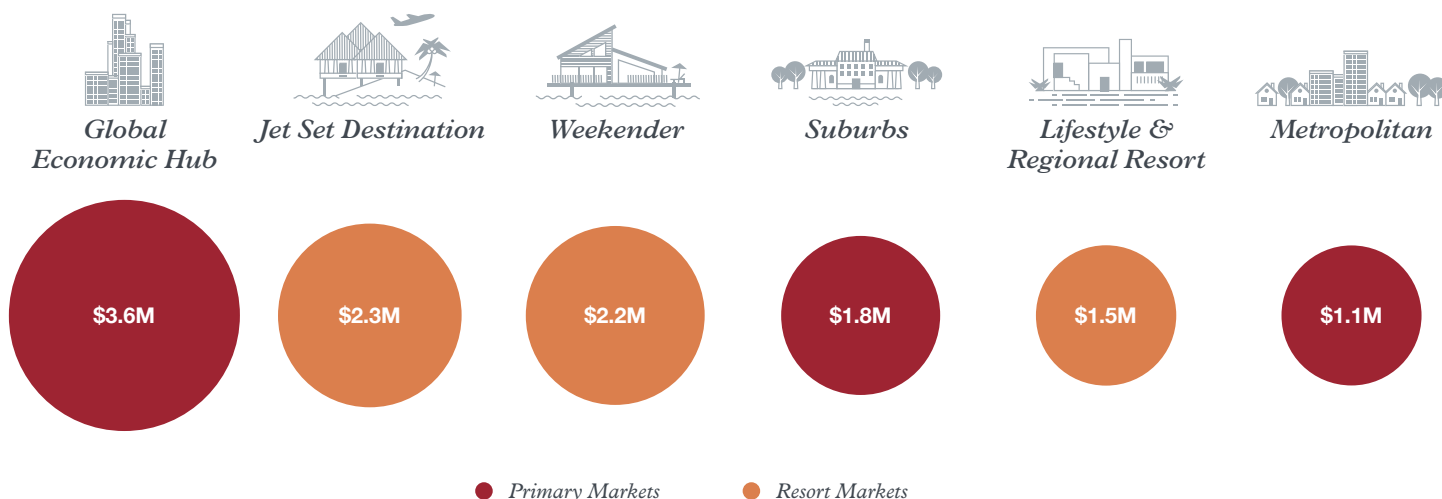 Global
Economic Hub
Jet Set Destination
Weekender
Suburbs
Lifestyle &
Regional Resort
Metropolitan
$3.6M
$2.3M
$2.2M
$1.8M
$1.5M
$1.1M
Primary Markets
Resort Markets